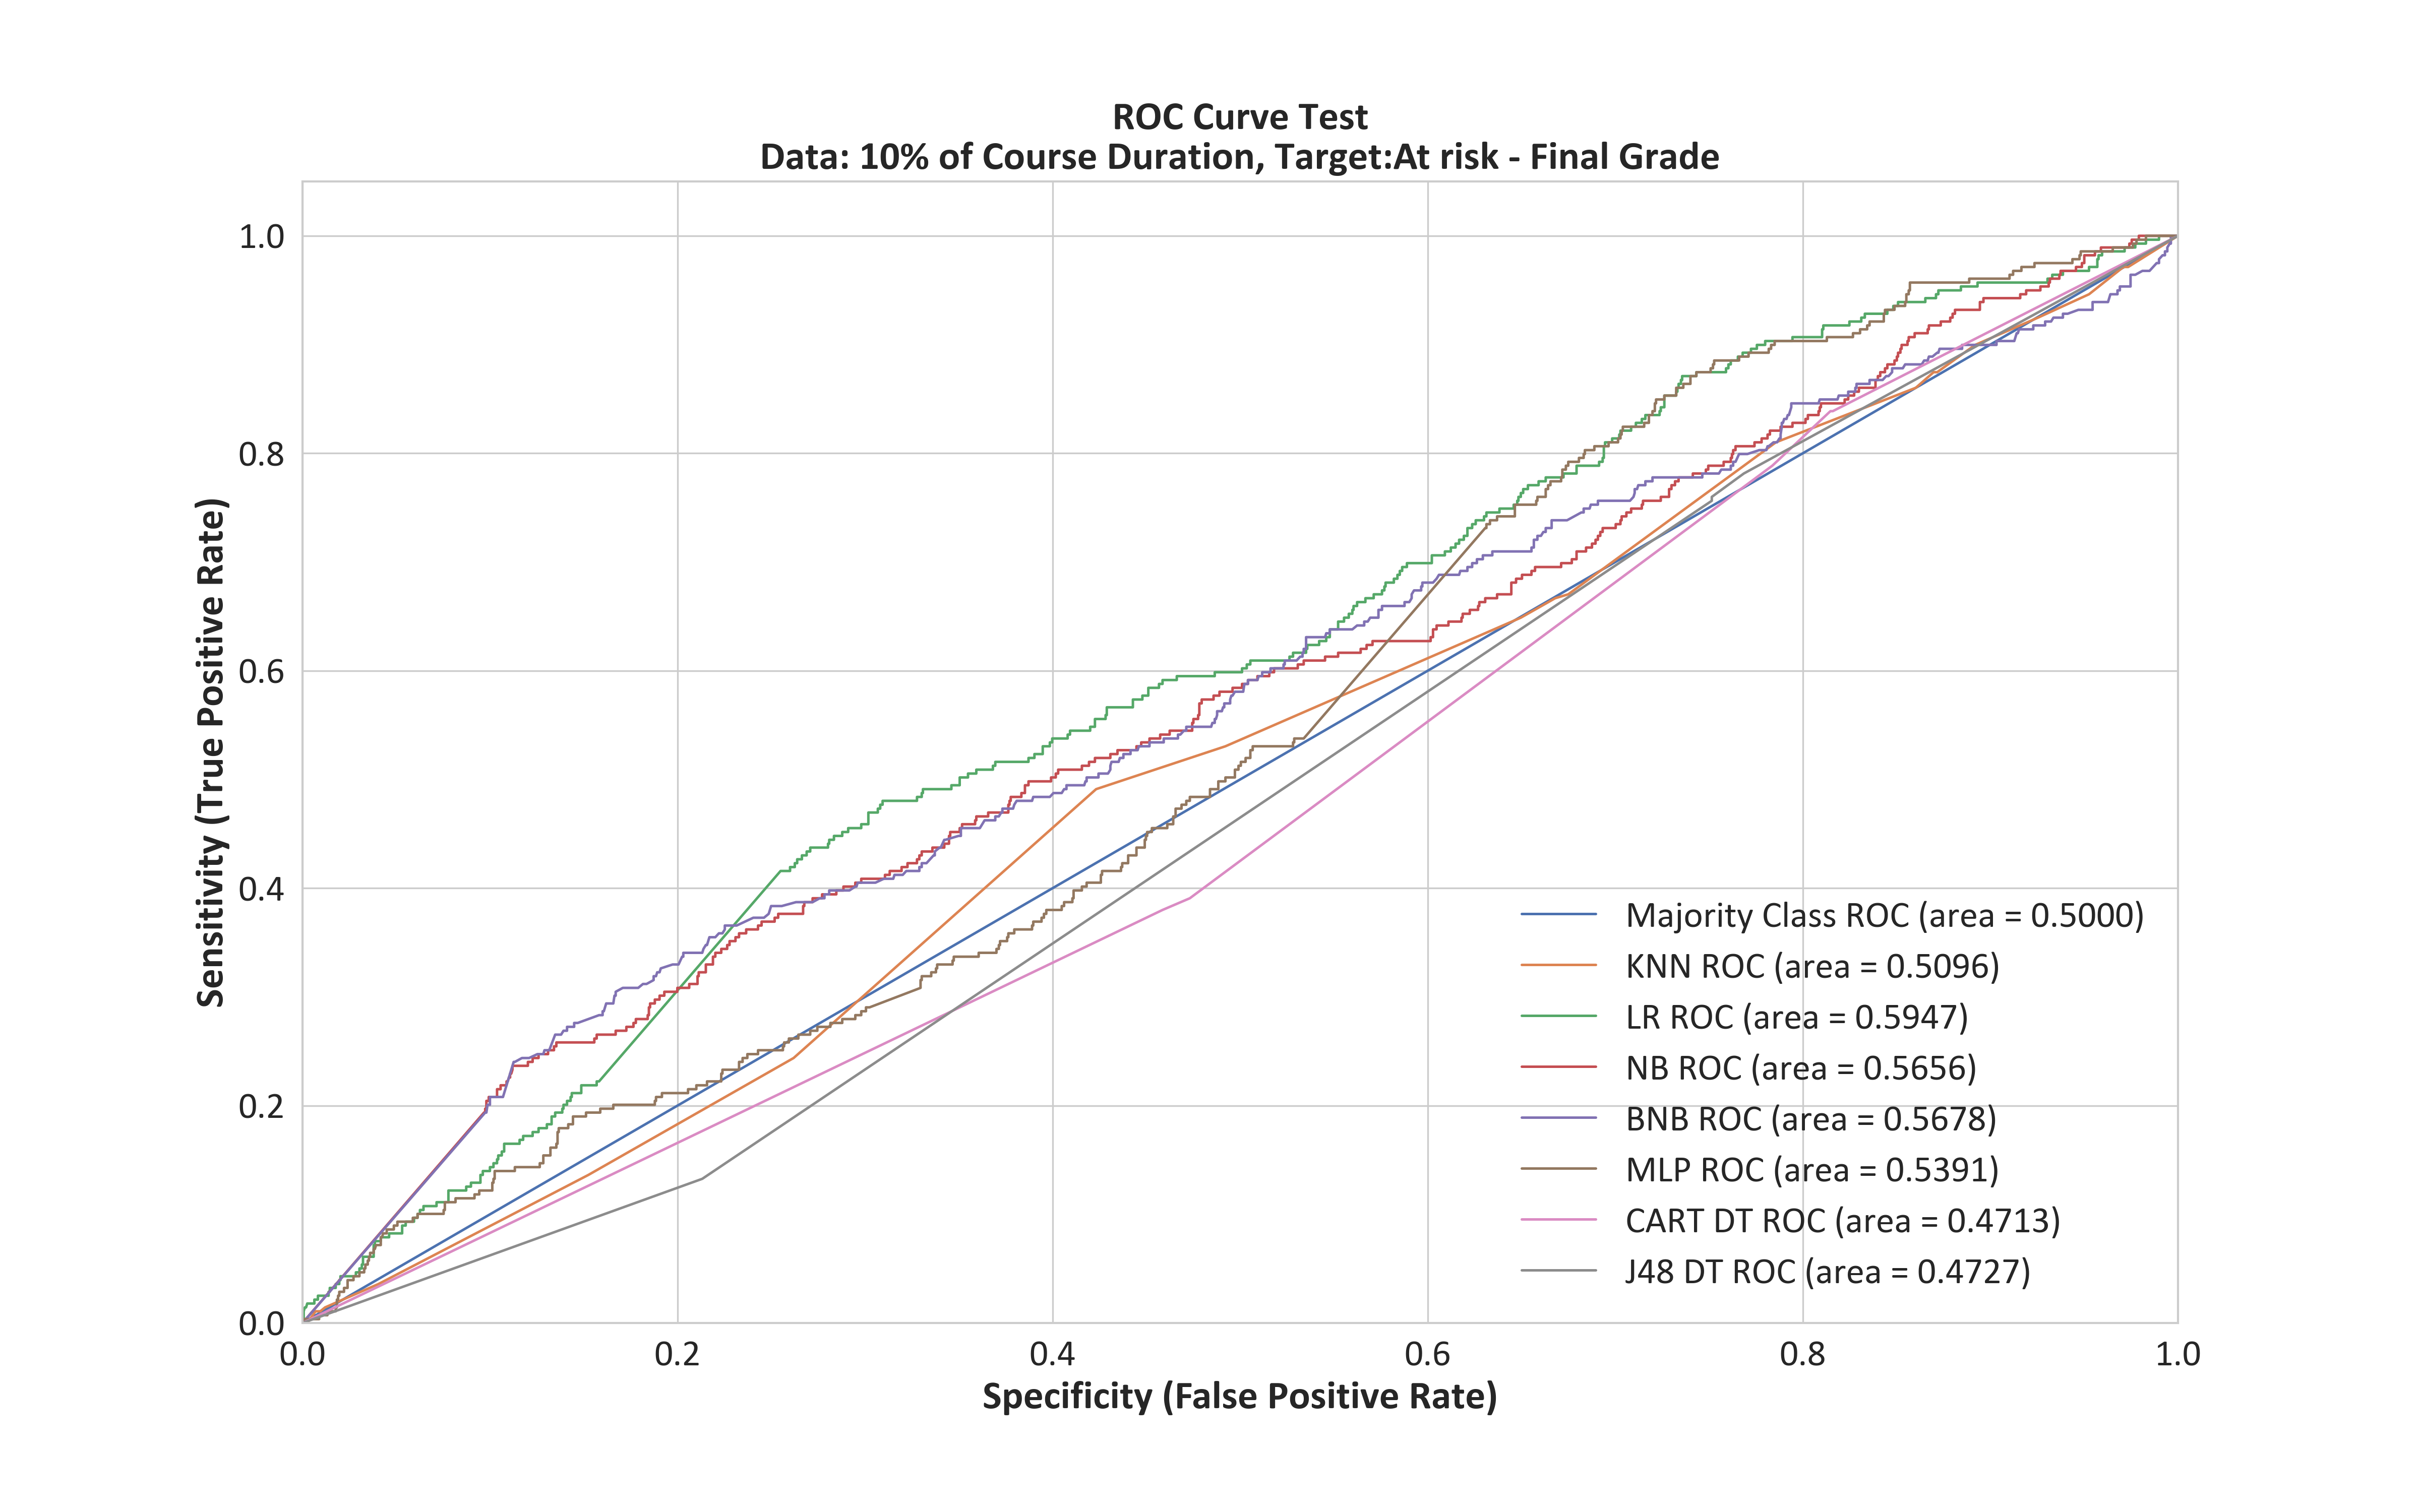 ROC Curve Test
Data: 10% of Course Duration, Target:At risk - Final Grade
1.0
0.8
0.6
0.4
0.2
0.0
Sensitivity (True Positive Rate)
Majority Class ROC (area = 0.5000)
KNN ROC (area = 0.5096)
LR ROC (area = 0.5947)
NB ROC (area = 0.5656)
BNB ROC (area = 0.5678)
MLP ROC (area = 0.5391)
CART DT ROC (area = 0.4713)
J48 DT ROC (area = 0.4727)
0.0 0.2 0.4 0.6 0.8 1.0
Specificity (False Positive Rate)